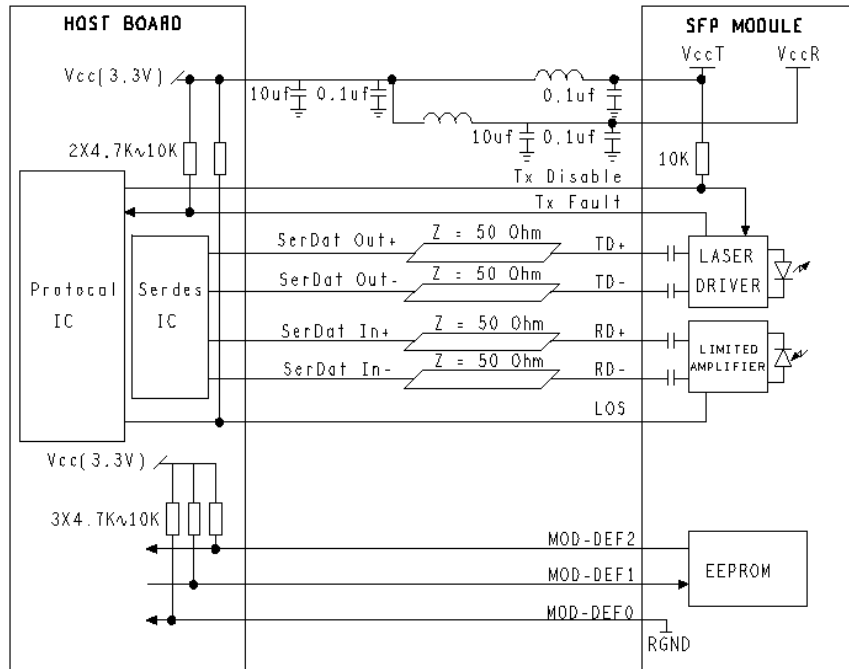 HOST BOARD
SFP MODULE
VccT
VccR
Vcc(3.3V)
10uf
0.1uf
0.1uf
10uf
0.1uf
2X4.7K~10K
10K
Tx Disable
Tx Fault
SerDat Out+
Z = 50 Ohm
TD+
SerDat Out-
Z = 50 Ohm
TD-
LASER
DRIVER
Protocal
IC
Serdes
IC
SerDat In+
Z = 50 Ohm
RD+
SerDat In-
Z = 50 Ohm
RD-
LIMITED
AMPLIFIER
LOS
Vcc(3.3V)
3X4.7K~10K
MOD-DEF2
MOD-DEF1
EEPROM
MOD-DEF0
RGND